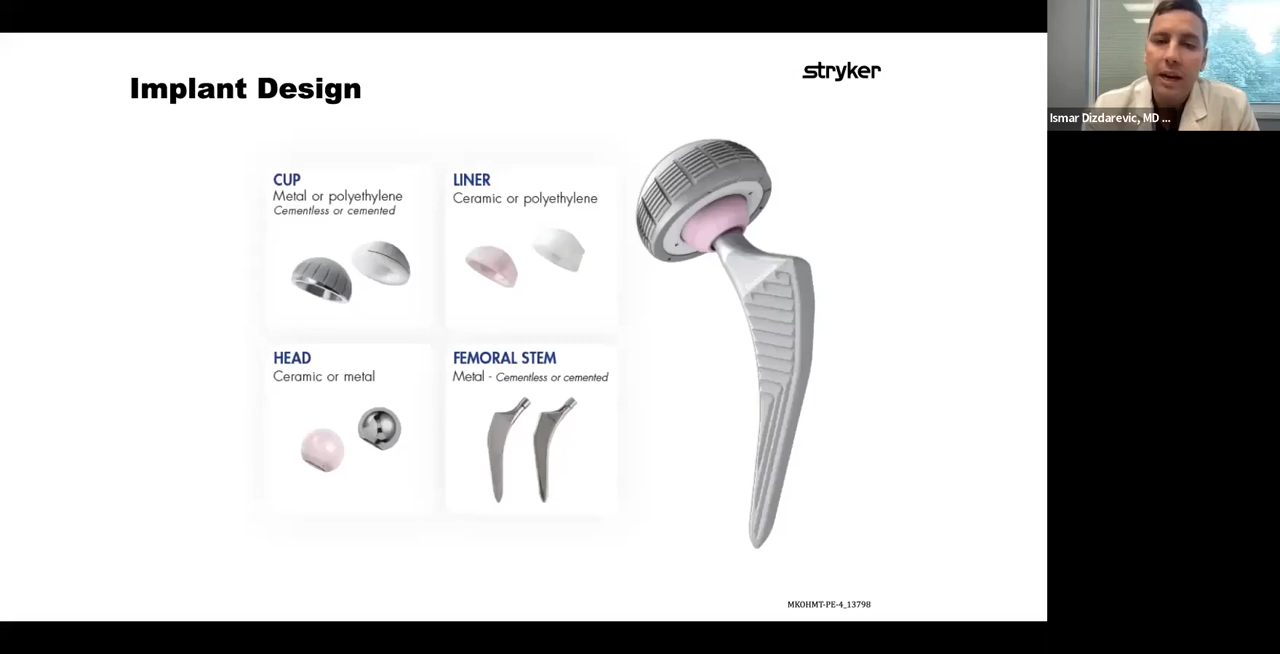 Implant Design
stryker
CUP
Metal or polyethylene
Cementless or cemented
LINER
Ceramic or polyethylene
HEAD
Ceramic or metal
FEMORAL STEM
Metal - Cementless or cemented
MKOHMT-PE-4_13798
Ismar Dizdarevic, MD ...